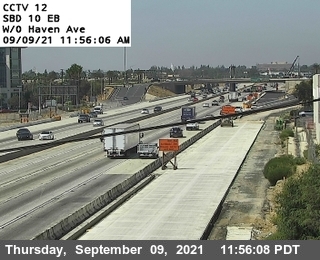 CCTV 12
SBD 10 EB
W/O Haven Ave
09/09/21 11:56:06 AM
Thursday, September 09, 2021 11:56:08 PDT